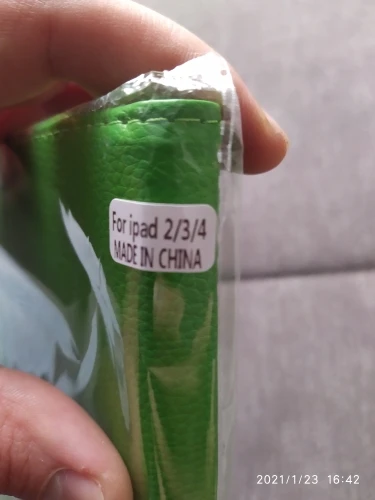 For ipad 2/3/4
MADE IN CHINA
2021/1/23 16:42